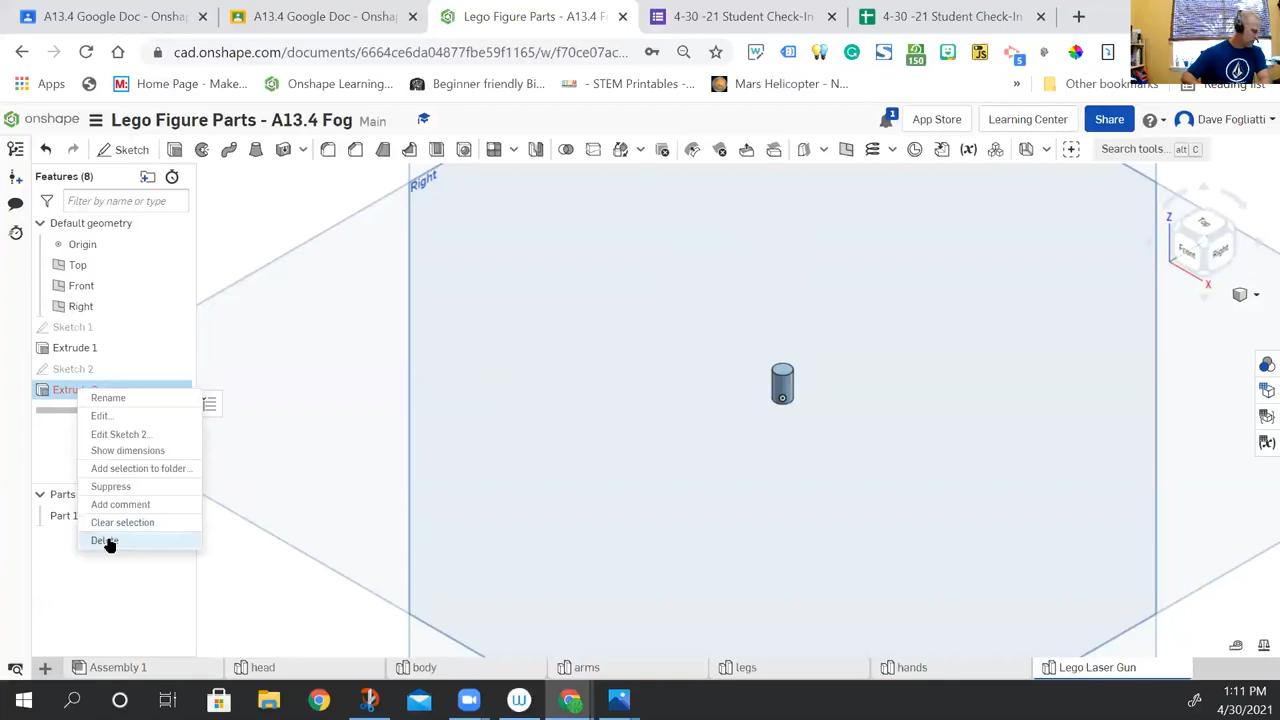 A13.4 Google Doc - Onshap
A13.4 Google Doc - Onshap
Lego Figure Parts - A13.4 F
4-30 -21 Student Check-In
4-30 -21 Student Check-In
cad.onshape.com/documents/6664ce6da04877fbe59f1165/w/f70ce07ac...
150
5
Apps
Home Page - Make...
Onshape Learning...
Beginner friendly Bi...
- STEM Printables -...
Mars Helicopter - N...
»
Other bookmarks
Reading list
onshape
Lego Figure Parts - A13.4 Fog
Main
1
App Store
Learning Center
Share
Dave Fogliatti
Sketch
Search tools...
alt
C
Features (8)
Filter by name or type
Default geometry
Origin
Top
Front
Right
Sketch 1
Extrude 1
Sketch 2
Rename
Edit...
Edit Sketch 2...
Show dimensions
Add selection to folder...
Suppress
Add comment
Clear selection
Delete
Parts
Part 1
Right
Z
Front
Right
X
Assembly 1
head
body
arms
legs
hands
Lego Laser Gun
1:11 PM
4/30/2021